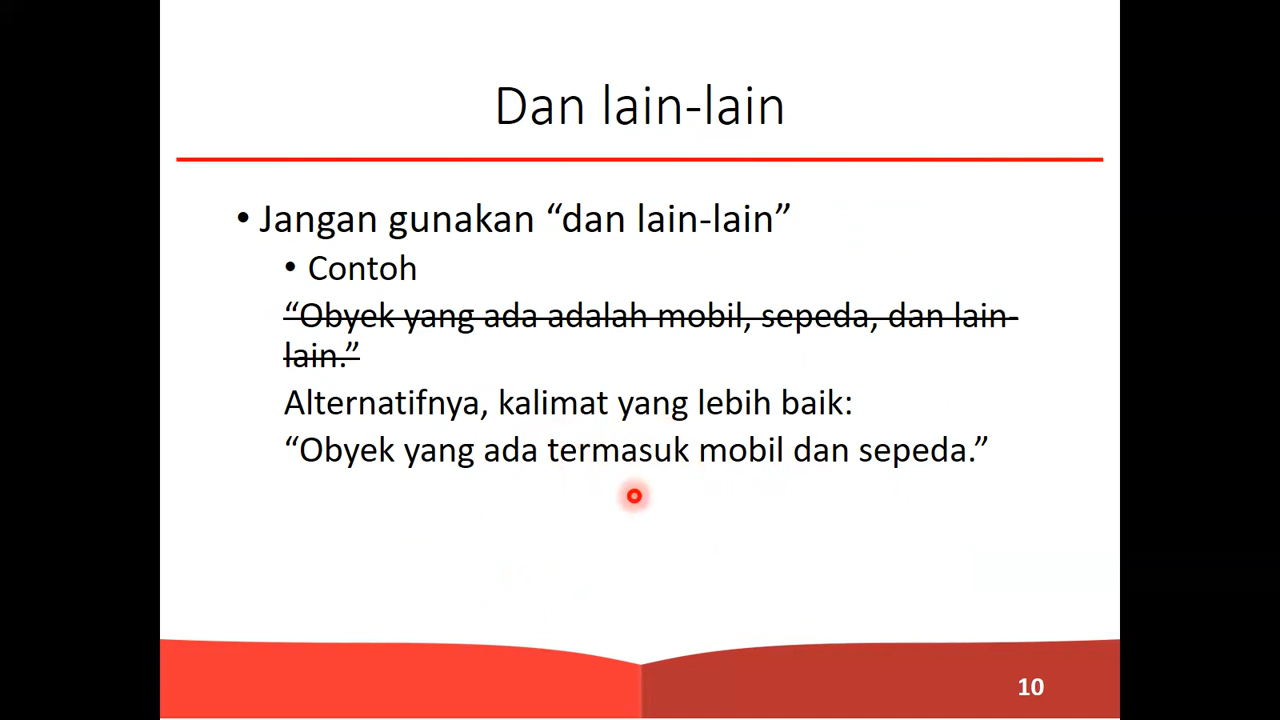 Dan lain-lain
• Jangan gunakan “dan lain-lain”
• Contoh
“Obyek yang ada adalah mobil, sepeda, dan lain-
lain.”
Alternatifnya, kalimat yang lebih baik:
“Obyek yang ada termasuk mobil dan sepeda.”
10